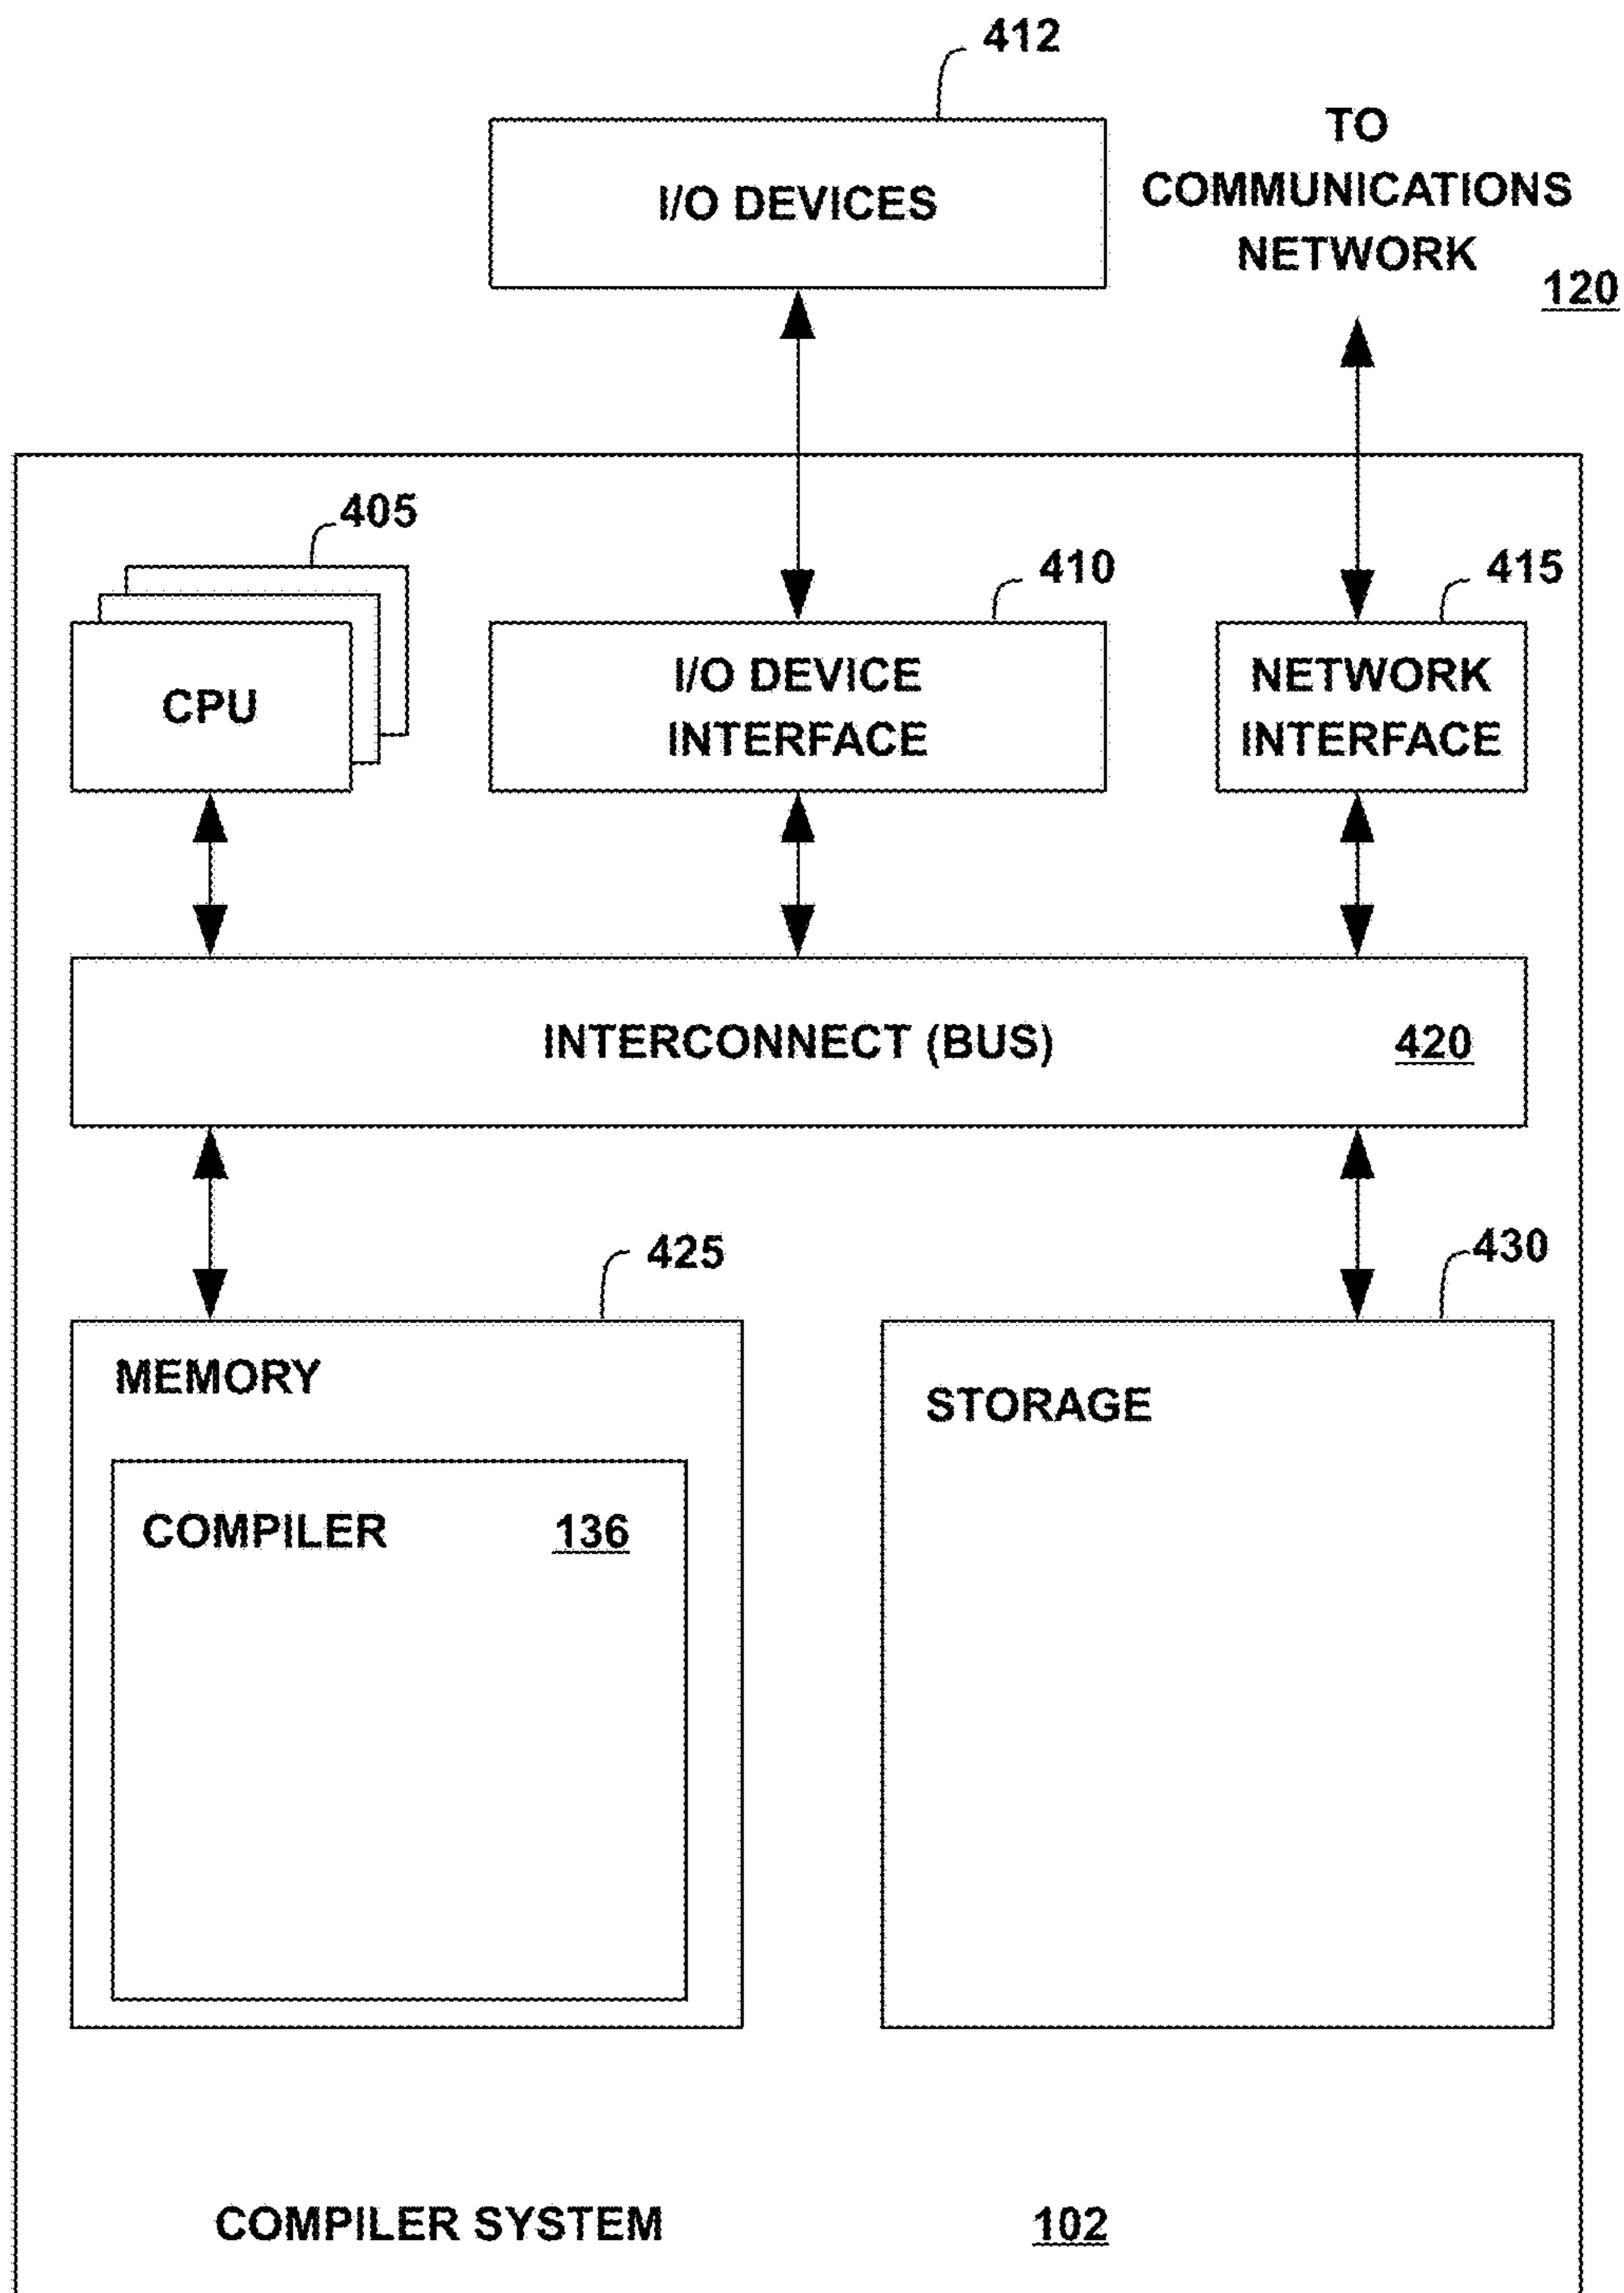 412
I/O DEVICES
TO
COMMUNICATIONS
NETWORK
120
405
410
415
CPU
I/O DEVICE
INTERFACE
NETWORK
INTERFACE
INTERCONNECT (BUS)
420
425
430
MEMORY
STORAGE
COMPILER
136
COMPILER SYSTEM
102